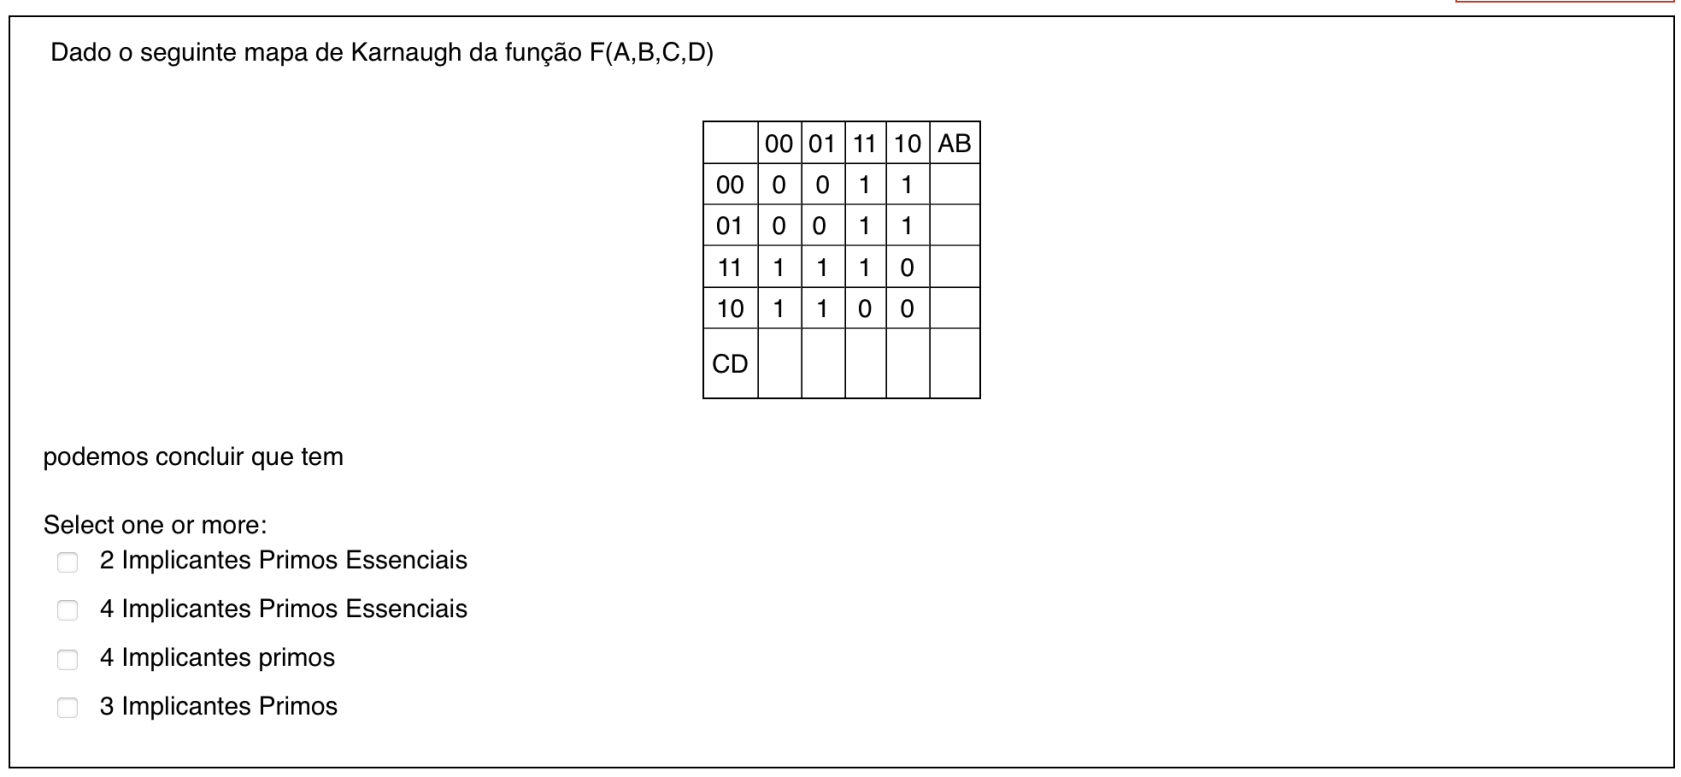 Dado o seguinte mapa de Karnaugh da função F(A,B,C,D)
00 01 11 10 AB
00 0 0 1 1
01 0 0 1 1
11 1 1 1 0
10 1 1 0 0
CD
podemos concluir que tem
Select one or more:
2 Implicantes Primos Essenciais
4 Implicantes Primos Essenciais
4 Implicantes primos
3 Implicantes Primos